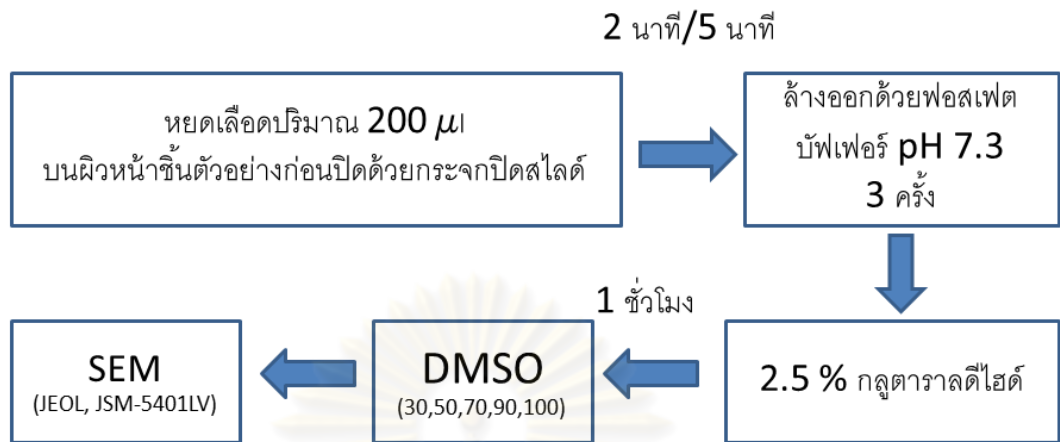 2 นาที/5 นาที
หยดเลือดปริมาณ 200 μl
บนผิวหน้าชิ้นตัวอย่างก่อนปิดด้วยกระจกปิดสไลด์
ล้างออกด้วยฟอสเฟต
บัฟเฟอร์ pH 7.3
3 ครั้ง
2.5 % กลูตาราลดีไฮด์
1 ชั่วโมง
DMSO
(30,50,70,90,100)
SEM
(JEOL, JSM-5401LV)